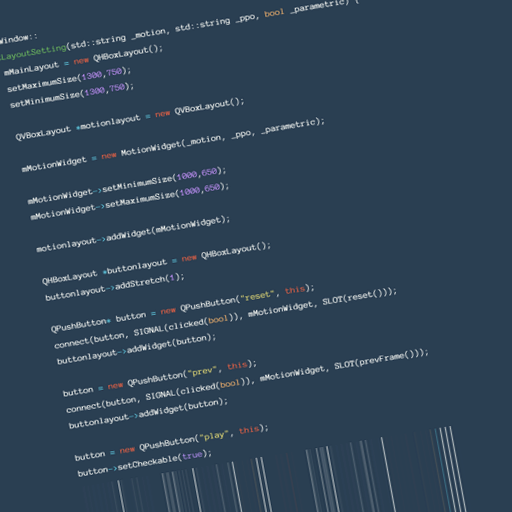 Window::
LayoutSetting(std::string _motion, std::string _ppo, bool _parametric) {
mMainLayout = new QHBoxLayout();
setMaximumSize(1300,750);
setMinimumSize(1300,750);
QVBoxLayout *motionlayout = new QVBoxLayout();
mMotionWidget = new MotionWidget(_motion, _ppo, _parametric);
mMotionWidget->setMinimumSize(1000,650);
mMotionWidget->setMaximumSize(1000,650);
motionlayout->addWidget(mMotionWidget);
QHBoxLayout *buttonlayout = new QHBoxLayout();
buttonlayout->addStretch(1);
QPushButton* button = new QPushButton("reset", this);
connect(button, SIGNAL(clicked(bool)), mMotionWidget, SLOT(reset()));
buttonlayout->addWidget(button);
button = new QPushButton("prev", this);
connect(button, SIGNAL(clicked(bool)), mMotionWidget, SLOT(prevFrame()));
buttonlayout->addWidget(button);
button = new QPushButton("play", this);
button->setCheckable(true);